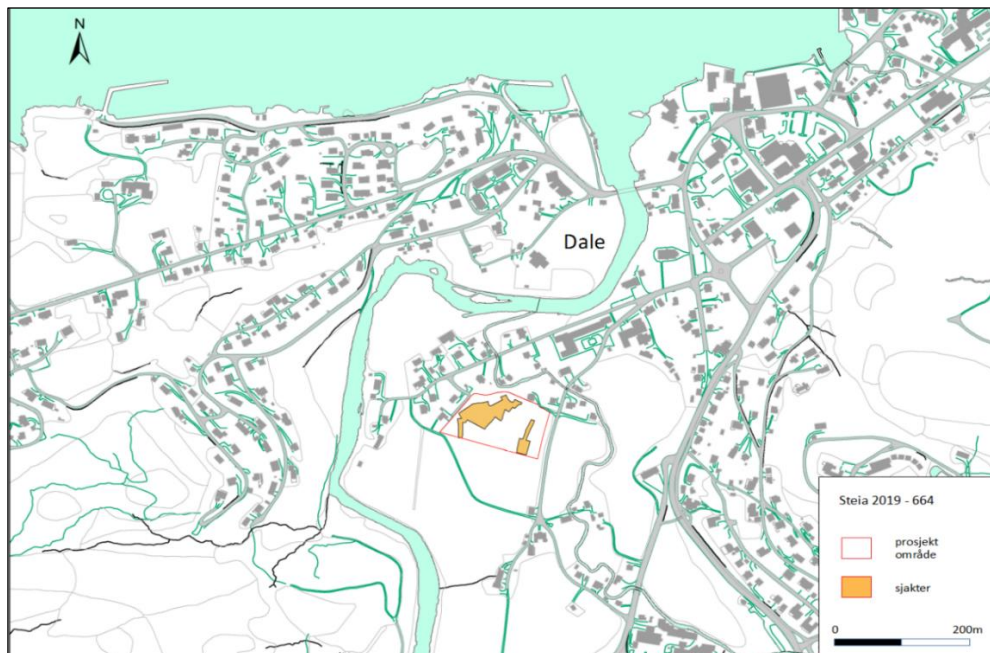 N
Dale
Steia 2019 - 664
prosjekt
område
sjakter
0 200m